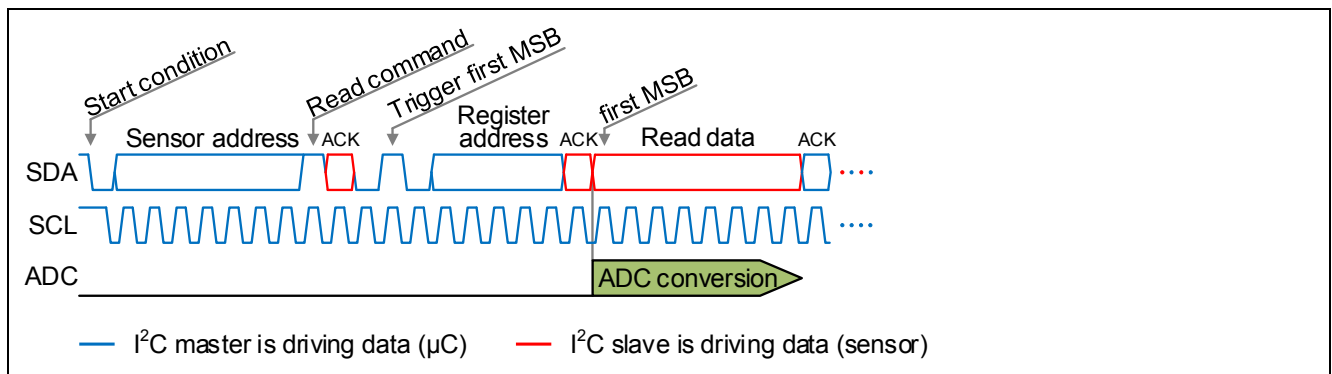 Start condition
Read command
Trigger first MSB
first MSB
Sensor address
ACK
Register
address
ACK
Read data
ACK
SDA
SCL
ADC
ADC conversion
I²C master is driving data (µC)
I²C slave is driving data (sensor)